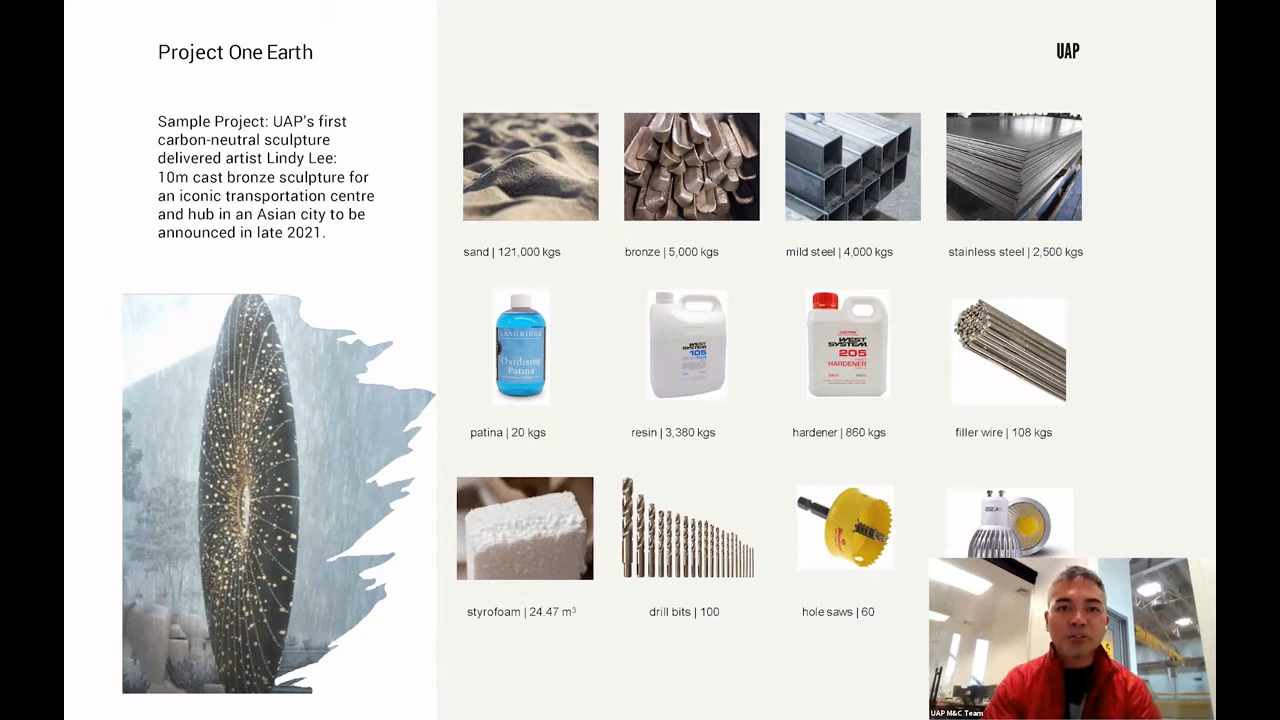 Project One Earth
UAP
Sample Project: UAP's first
carbon-neutral sculpture
delivered artist Lindy Lee:
10m cast bronze sculpture for
an iconic transportation centre
and hub in an Asian city to be
announced in late 2021.
sand | 121,000 kgs
bronze | 5,000 kgs
mild steel | 4,000 kgs
stainless steel | 2,500 kgs
LANGRIDGE
Oxidising
Patina
WEST
SYSTEM
105
WEST
SYSTEM
205
HARDENER
patina | 20 kgs
resin | 3,380 kgs
hardener | 860 kgs
filler wire | 108 kgs
styrofoam | 24.47 m³
drill bits | 100
hole saws | 60
UAP M&C Team